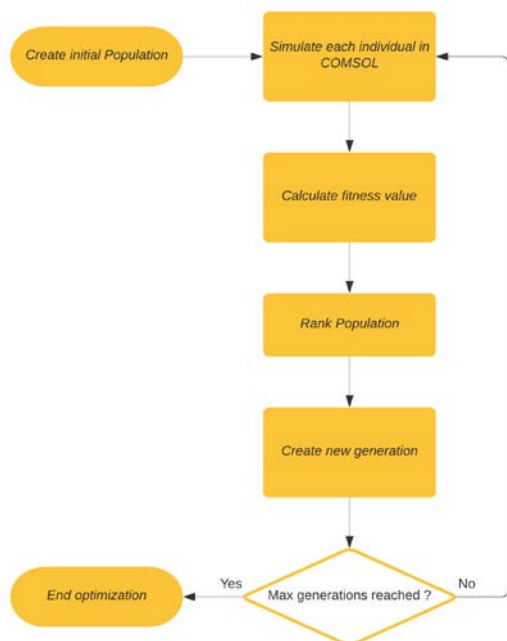 Create initial Population
Simulate each individual in
COMSOL
Calculate fitness value
Rank Population
Create new generation
Max generations reached ?
Yes
No
End optimization